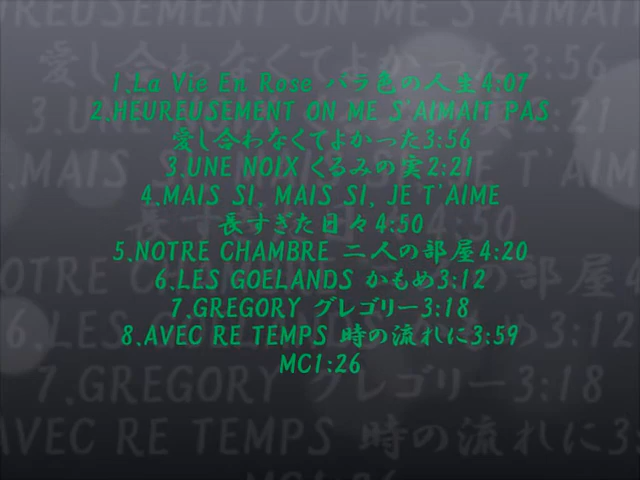 1.La Vie En Rose バラ色の人生4:07
2.HEUREUSEMENT ON ME S'AIMAIT PAS
愛し合わなくてよかった3:56
3.UNE NOIX くるみの実2:21
4.MAIS SI, MAIS SI, JE T'AIME
長すぎた日々4:50
5.NOTRE CHAMBRE 二人の部屋4:20
6.LES GOELANDS かもめ3:12
7.GREGORY グレゴリー3:18
8.AVEC RE TEMPS 時の流れに3:59
MC1:26